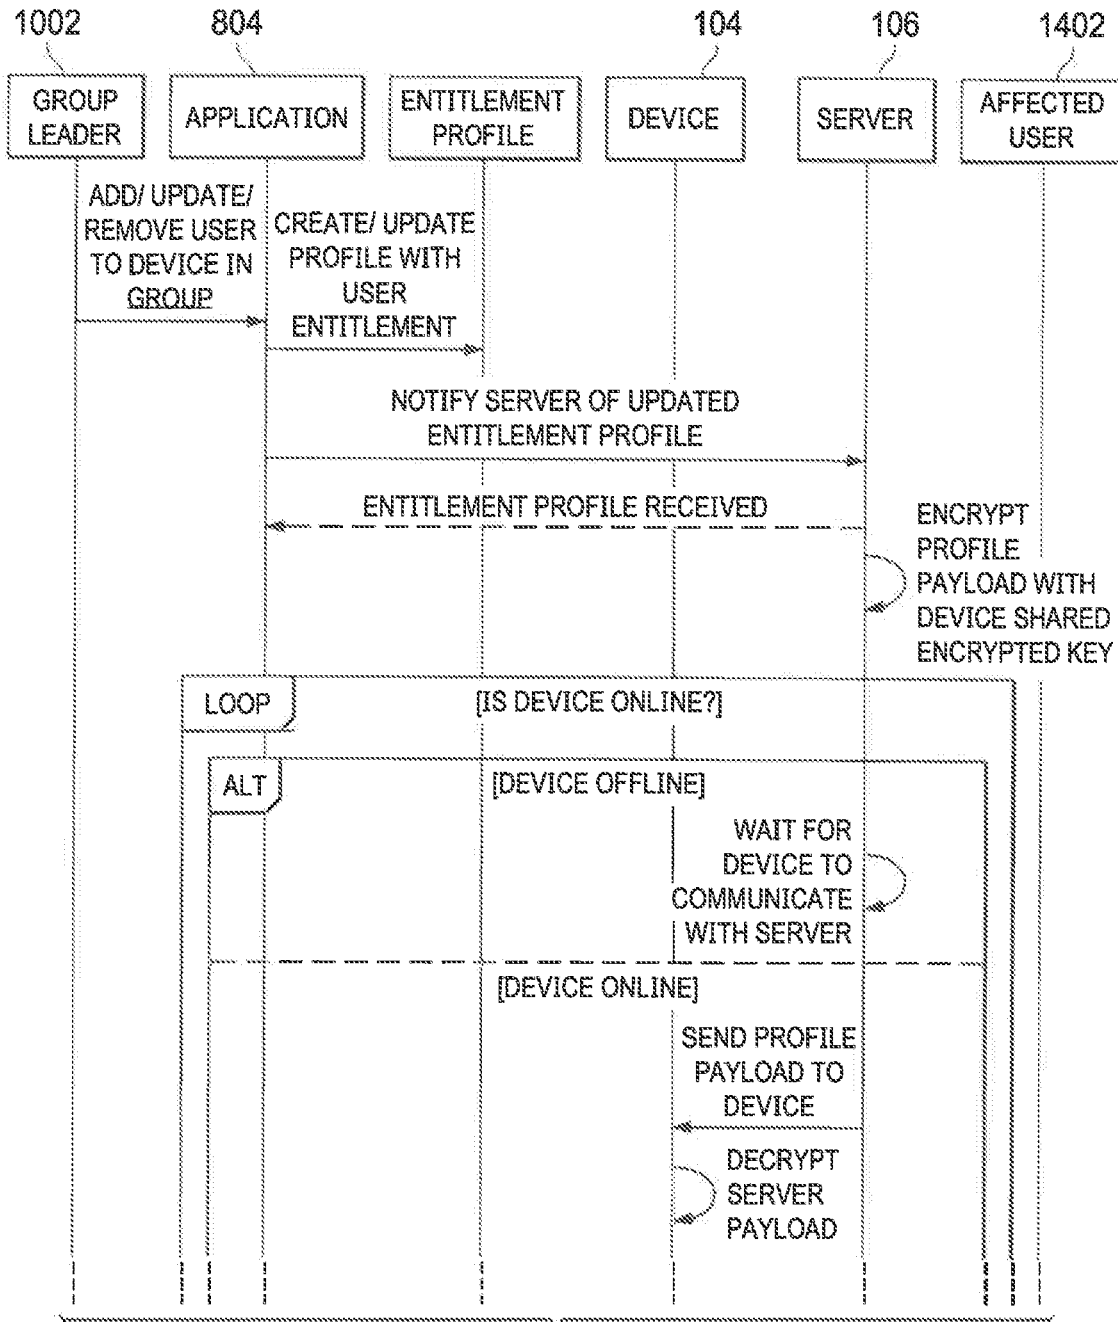 1002
804
104
106
1402
GROUP
LEADER
APPLICATION
ENTITLEMENT
PROFILE
DEVICE
SERVER
AFFECTED
USER
ADD/ UPDATE/
REMOVE USER
TO DEVICE IN
GROUP
CREATE/ UPDATE
PROFILE WITH
USER
ENTITLEMENT
NOTIFY SERVER OF UPDATED
ENTITLEMENT PROFILE
ENTITLEMENT PROFILE RECEIVED
ENCRYPT
PROFILE
PAYLOAD WITH
DEVICE SHARED
ENCRYPTED KEY
LOOP
[IS DEVICE ONLINE?]
ALT
[DEVICE OFFLINE]
WAIT FOR
DEVICE TO
COMMUNICATE
WITH SERVER
[DEVICE ONLINE]
SEND PROFILE
PAYLOAD TO
DEVICE
DECRYPT
SERVER
PAYLOAD